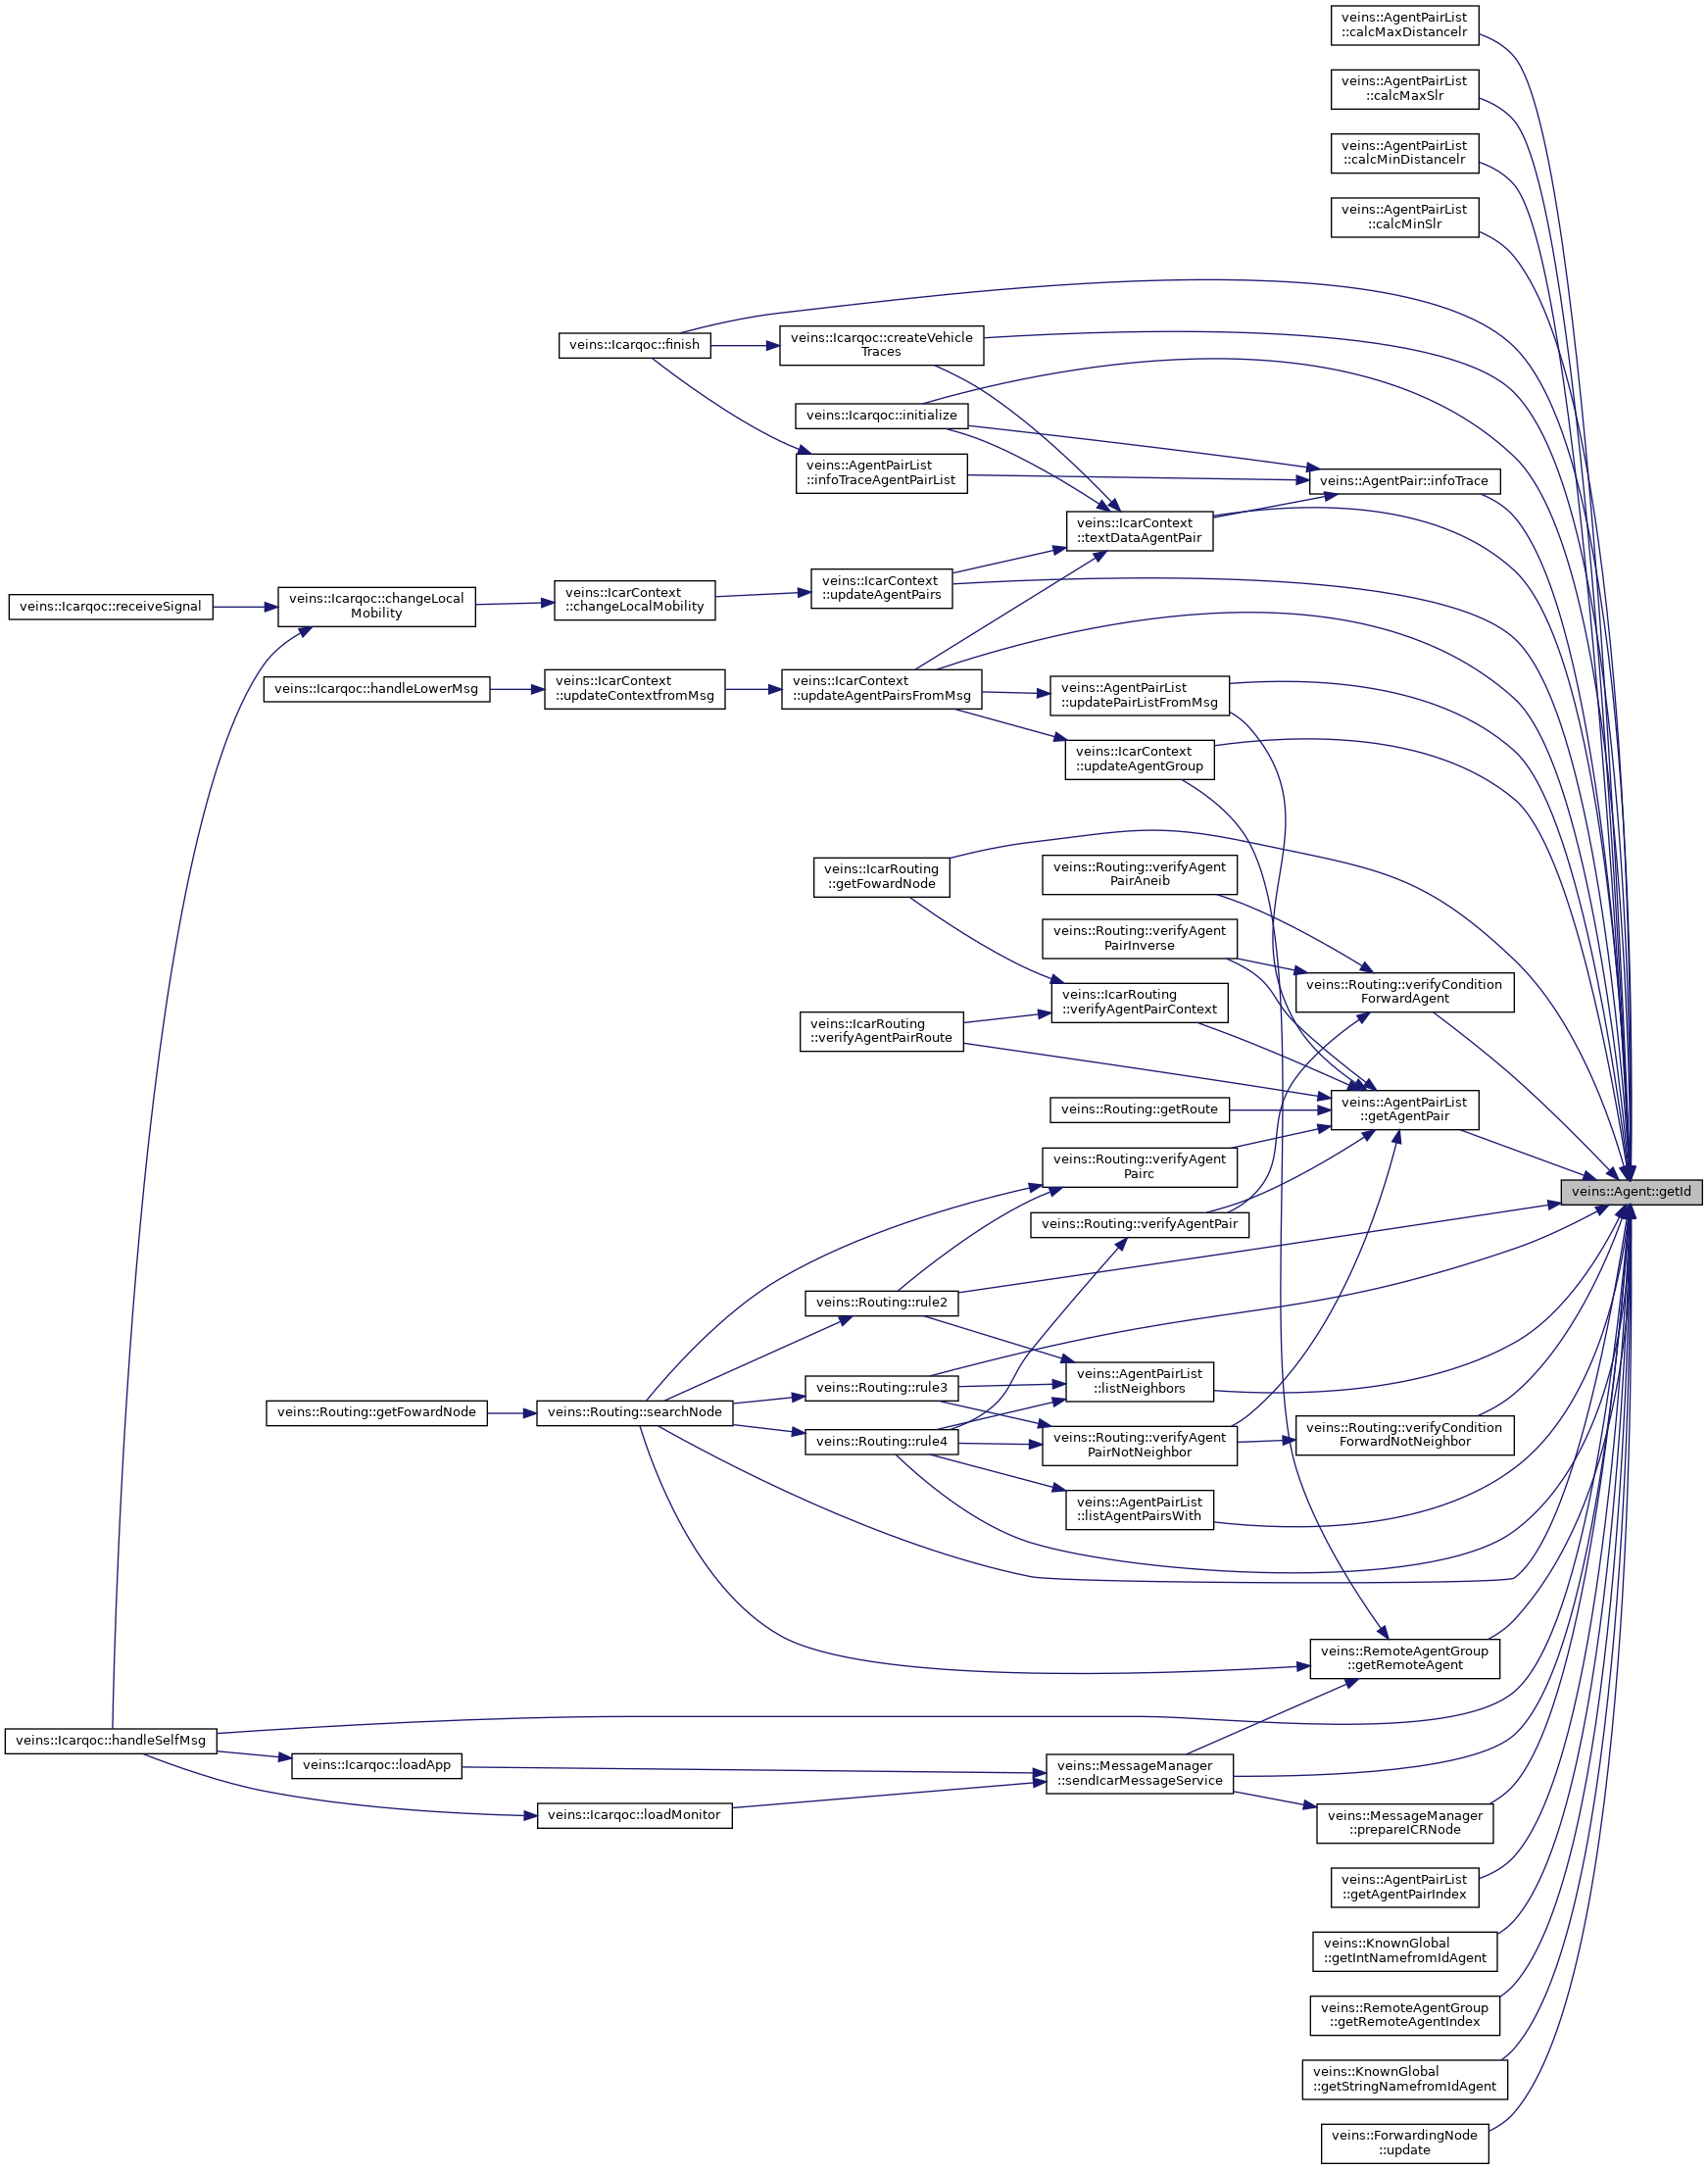 veins::AgentPairList
::calcMaxDistanceIr
veins::AgentPairList
::calcMaxSlr
veins::AgentPairList
::calcMinDistanceIr
veins::AgentPairList
::calcMinSlr
veins::Icarqoc::finish
veins::Icarqoc::createVehicle
Traces
veins::Icarqoc::initialize
veins::AgentPairList
::infoTraceAgentPairList
veins::AgentPair::infoTrace
veins::IcarContext
::textDataAgentPair
veins::IcarContext
::updateAgentPairs
veins::IcarContext
::changeLocalMobility
veins::Icarqoc::changeLocal
Mobility
veins::Icarqoc::receiveSignal
veins::Icarqoc::handleLowerMsg
veins::IcarContext
::updateContextfromMsg
veins::IcarContext
::updateAgentPairsFromMsg
veins::AgentPairList
::updatePairListFromMsg
veins::IcarContext
::updateAgentGroup
veins::IcarRouting
::getFowardNode
veins::Routing::verifyAgent
PairAneib
veins::Routing::verifyAgent
PairInverse
veins::Routing::verifyCondition
ForwardAgent
veins::IcarRouting
::verifyAgentPairContext
veins::IcarRouting
::verifyAgentPairRoute
veins::AgentPairList
::getAgentPair
veins::Routing::getRoute
veins::Routing::verifyAgent
Pairc
veins::Agent::getId
veins::Routing::verifyAgentPair
veins::Routing::rule2
veins::Routing::rule3
veins::AgentPairList
::listNeighbors
veins::Routing::getFowardNode
veins::Routing::searchNode
veins::Routing::rule4
veins::Routing::verifyAgent
PairNotNeighbor
veins::Routing::verifyCondition
ForwardNotNeighbor
veins::AgentPairList
::listAgentPairsWith
veins::RemoteAgentGroup
::getRemoteAgent
veins::Icarqoc::handleSelfMsg
veins::Icarqoc::loadApp
veins::MessageManager
::sendIcarMessageService
veins::Icarqoc::loadMonitor
veins::MessageManager
::prepareICRNode
veins::AgentPairList
::getAgentPairIndex
veins::KnownGlobal
::getIntNamefromIdAgent
veins::RemoteAgentGroup
::getRemoteAgentIndex
veins::KnownGlobal
::getStringNamefromIdAgent
veins::ForwardingNode
::update